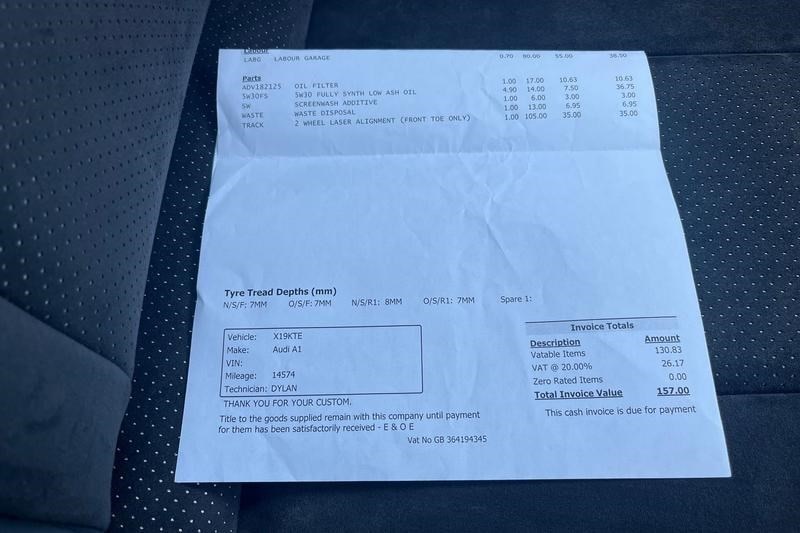 Labour
LABG LABOUR GARAGE 0.70 80.00 55.00 38.50
Parts
ADV182125 OIL FILTER 1.00 17.00 10.63 10.63
5W30FS 5W30 FULLY SYNTH LOW ASH OIL 4.90 14.00 7.50 36.75
SW SCREENWASH ADDITIVE 1.00 6.00 3.00 3.00
WASTE WASTE DISPOSAL 1.00 13.00 6.95 6.95
TRACK 2 WHEEL LASER ALIGNMENT (FRONT TOE ONLY) 1.00 105.00 35.00 35.00
Tyre Tread Depths (mm)
N/S/F: 7MM O/S/F: 7MM N/S/R1: 8MM O/S/R1: 7MM Spare 1:
Vehicle: X19KTE
Make: Audi A1
VIN:
Mileage: 14574
Technician: DYLAN
Invoice Totals
Description Amount
Vatable Items 130.83
VAT @ 20.00% 26.17
Zero Rated Items 0.00
Total Invoice Value 157.00
THANK YOU FOR YOUR CUSTOM.
This cash invoice is due for payment
Title to the goods supplied remain with this company until payment
for them has been satisfactorily received - E & O E
Vat No GB 364194345